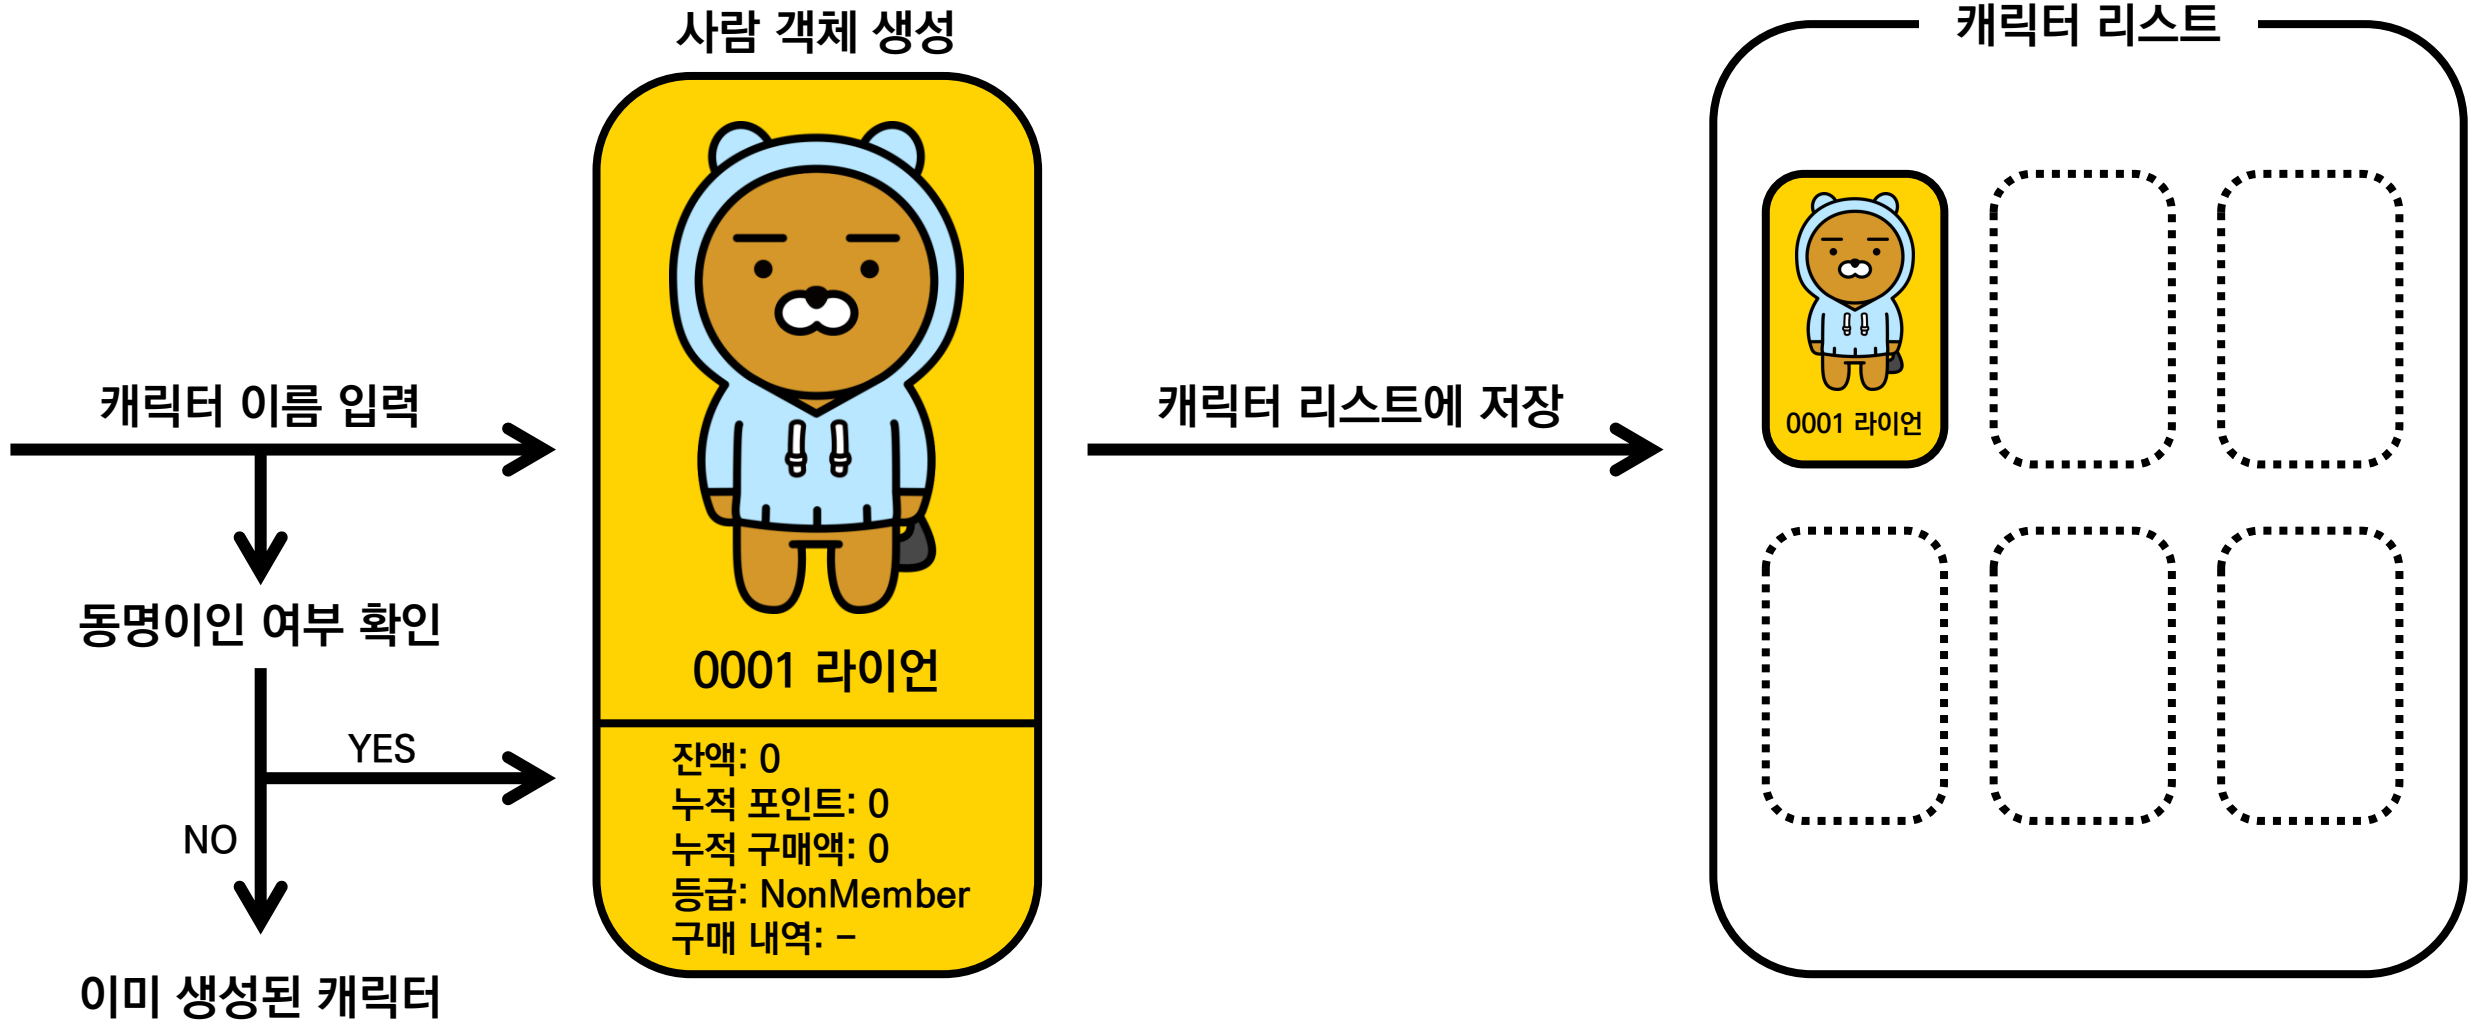 사람 객체 생성
캐릭터 리스트
캐릭터 이름 입력
캐릭터 리스트에 저장
0001 라이언
동명이인 여부 확인
0001 라이언
YES
NO
잔액: 0
누적 포인트: 0
누적 구매액: 0
등급: NonMember
구매 내역: -
이미 생성된 캐릭터